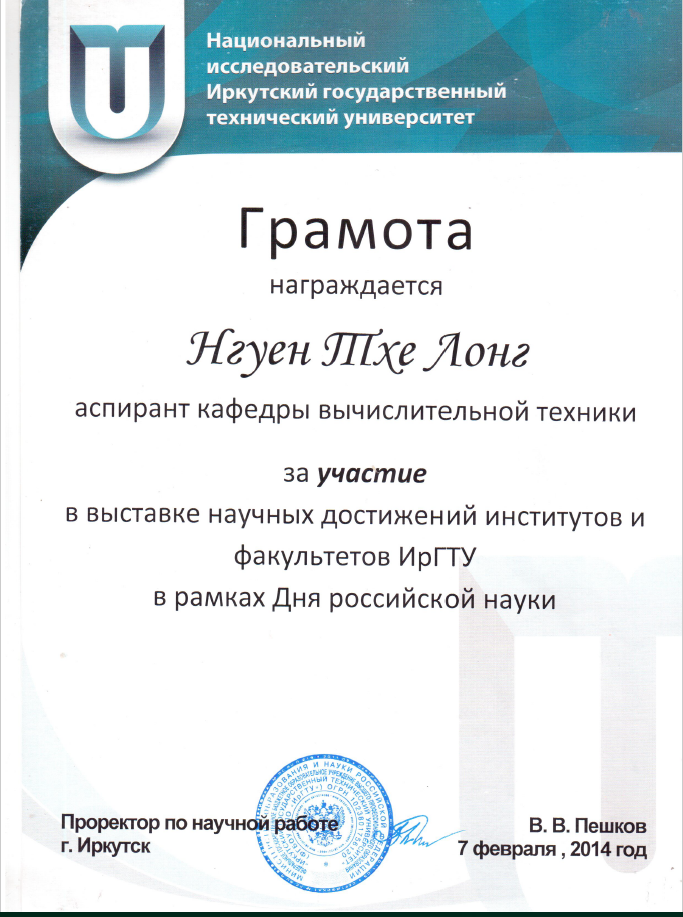 Национальный
исследовательский
Иркутский государственный
технический университет
Грамота
награждается
Нгуен Тхе Лонг
аспирант кафедры вычислительной техники
за участие
в выставке научных достижений институтов и
факультетов ИрГТУ
в рамках Дня российской науки
Проректор по научной работе
В. В. Пешков
г. Иркутск
7 февраля , 2014 год